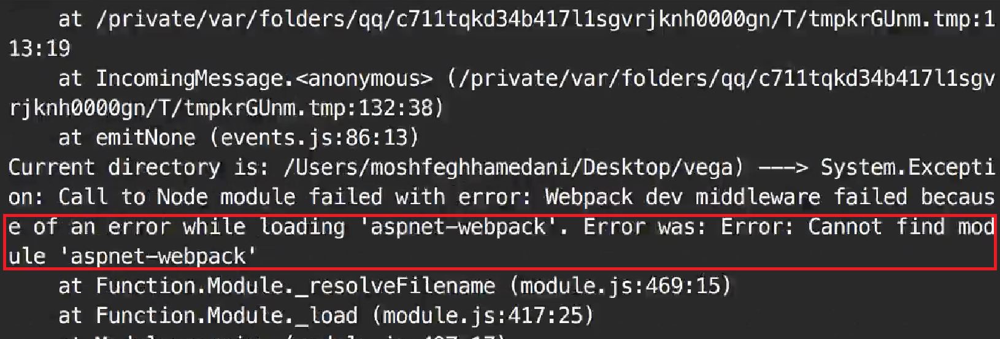 at /private/var/folders/qq/c711tqkd34b417l1sgvrjknh0000gn/T/tmpkrGUnm.tmp:1
13:19
at IncomingMessage.<anonymous> (/private/var/folders/qq/c711tqkd34b417l1sgv
rjknh0000gn/T/tmpkrGUnm.tmp:132:38)
at emitNone (events.js:86:13)
Current directory is: /Users/moshfeghhamedani/Desktop/vega) ---> System.Excepti
on: Call to Node module failed with error: Webpack dev middleware failed becaus
e of an error while loading 'aspnet-webpack'. Error was: Error: Cannot find mod
ule 'aspnet-webpack'
at Function.Module._resolveFilename (module.js:469:15)
at Function.Module._load (module.js:417:25)